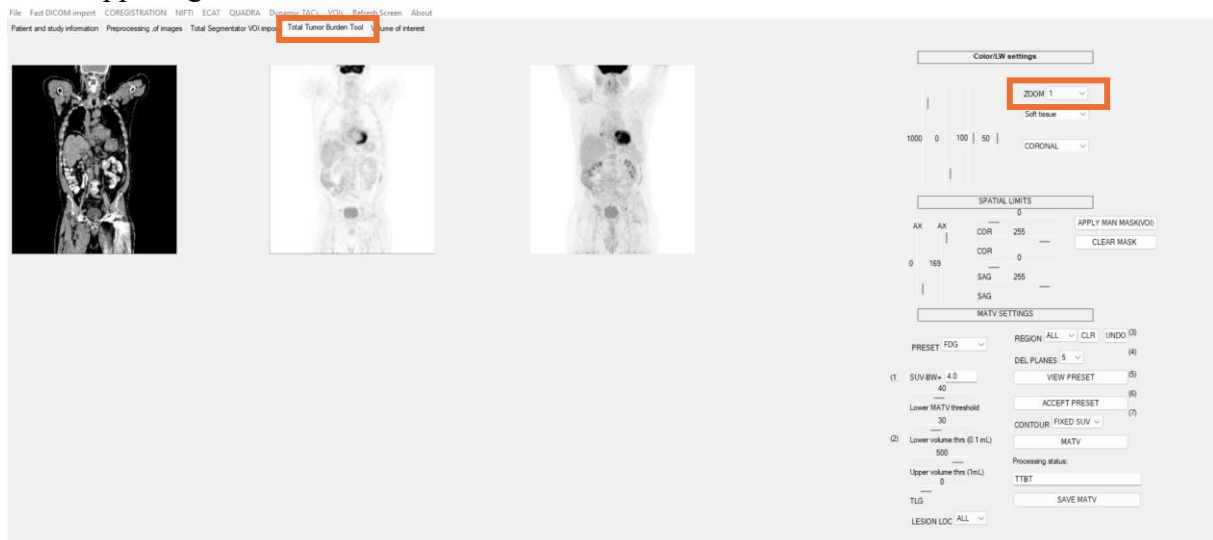 File Fast DICOM import COREGISTRATION NIFTI ECAT QUADRA Dynamic TACs VOIs Refresh Screen About
Patient and study information Preprocessing ,of images Total Segmentator VOI impo Total Tumor Burden Tool Volume of interest
Color/LW settings
ZOOM 1
Soft tissue
1000 0 100 50
CORONAL
SPATIAL LIMITS
0
AX AX COR 255 APPLY MAN MASK(VOI)
CLEAR MASK
COR 0
0 169
SAG 255
SAG
MATV SETTINGS
PRESET FDG REGION ALL CLR UNDO (3)
DEL PLANES 5 (4)
(1 SUV-BW= 4.0 VIEW PRESET (5)
40
Lower MATV threshold ACCEPT PRESET (6)
30 CONTOUR FIXED SUV (7)
(2) Lower volume thrs (0.1 mL) MATV
500
Upper volume thrs (1mL) Processing status:
0 TTBT
TLG SAVE MATV
LESION LOC ALL